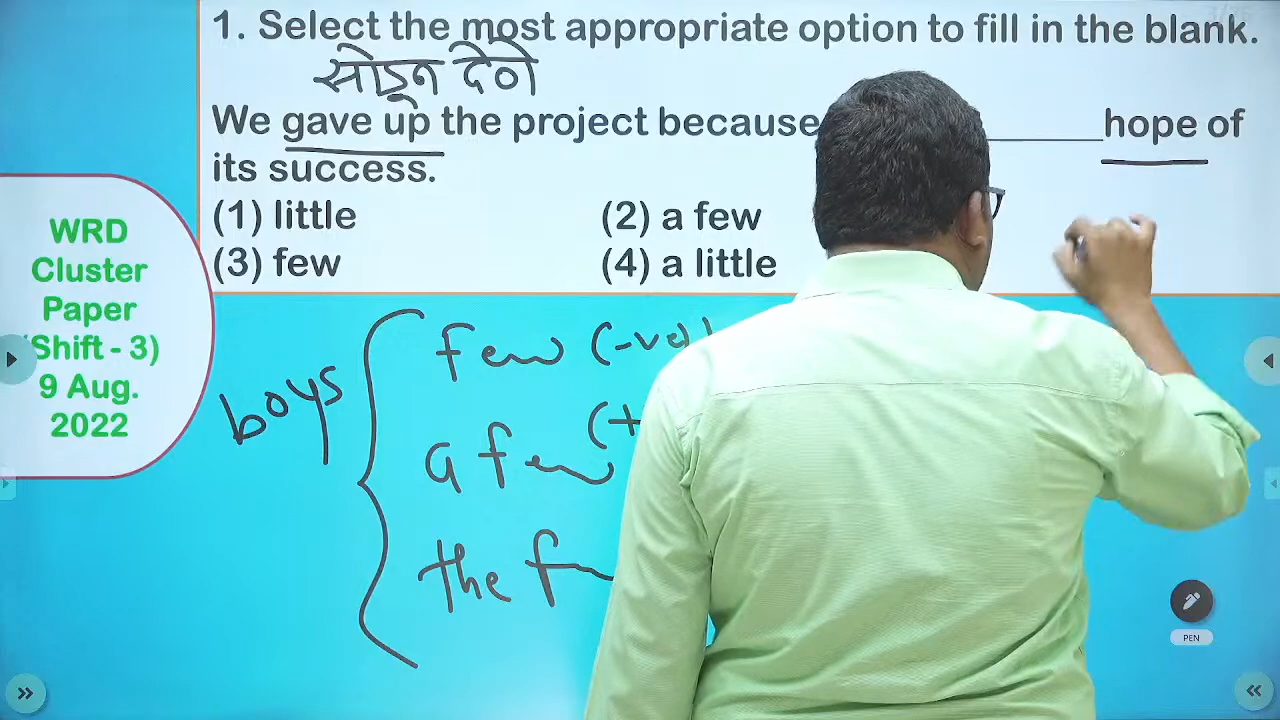 1. Select the most appropriate option to fill in the blank.
सोडून देणे
We gave up the project because __________ hope of
its success.
(1) little (2) a few
(3) few (4) a little
WRD
Cluster
Paper
(Shift - 3)
9 Aug.
2022
boys
few (-ve)
a few (+
the
PEN